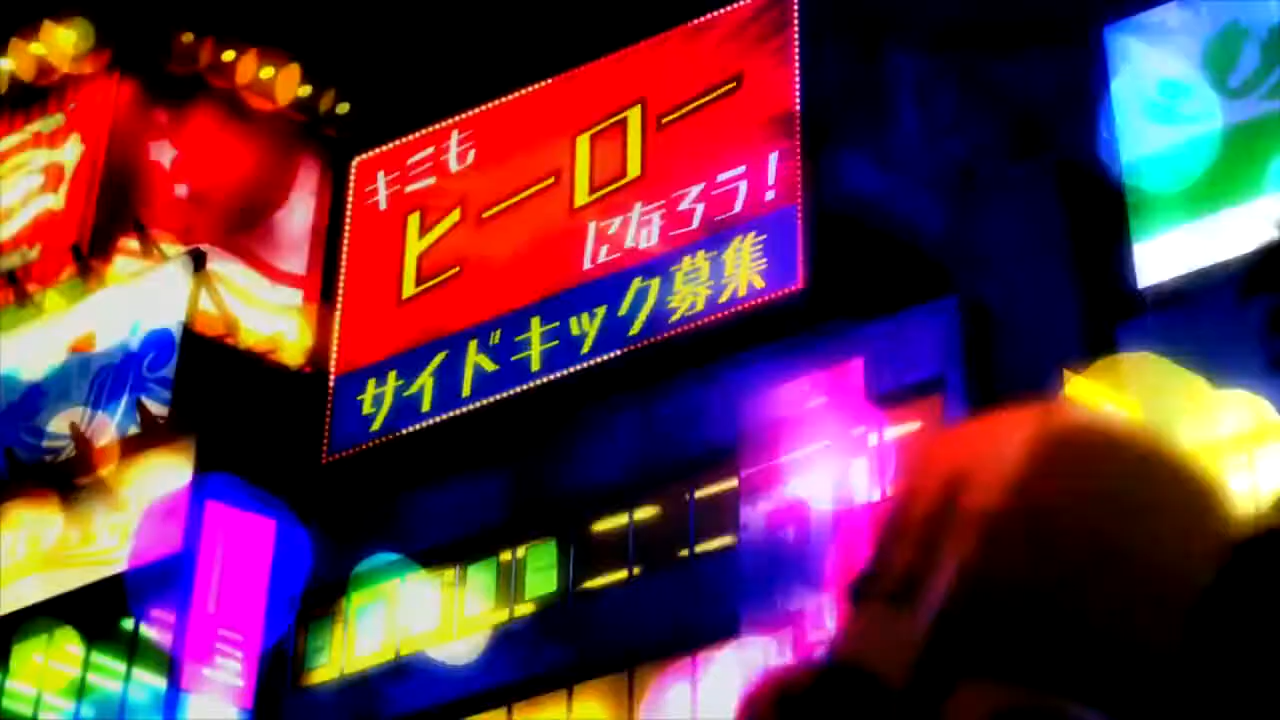 キミも
ヒーロー
になろう!
サイドキック募集